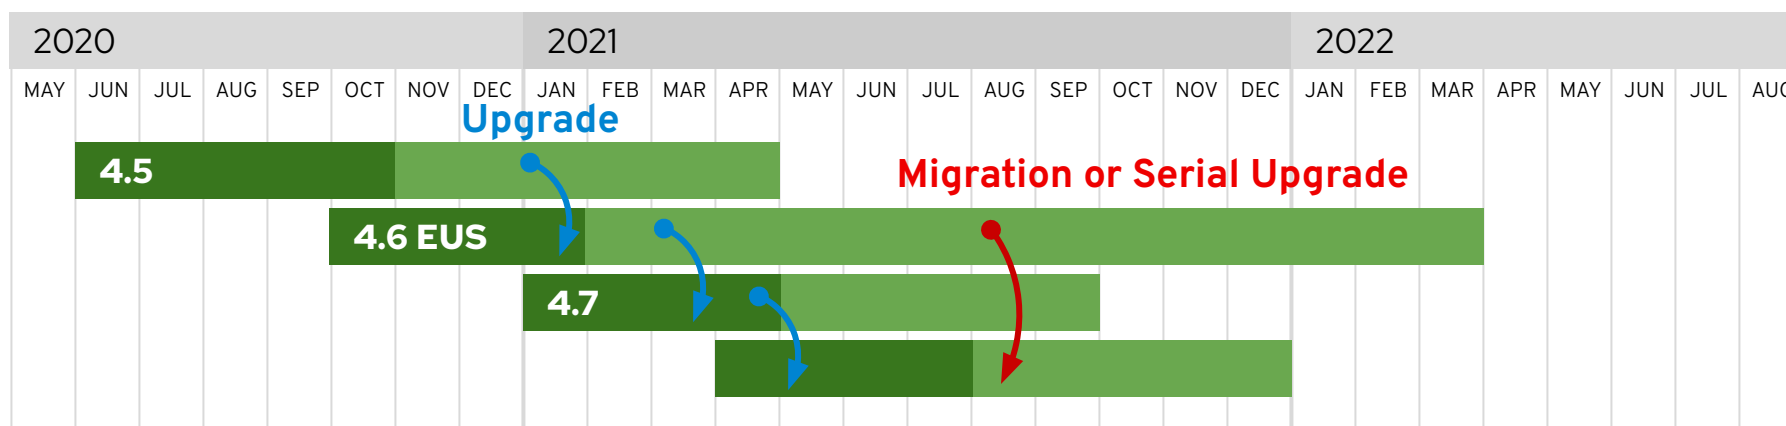 2020 2021 2022
MAY JUN JUL AUG SEP OCT NOV DEC JAN FEB MAR APR MAY JUN JUL AUG SEP OCT NOV DEC JAN FEB MAR APR MAY JUN JUL AUG
Upgrade
4.5
Migration or Serial Upgrade
4.6 EUS
4.7